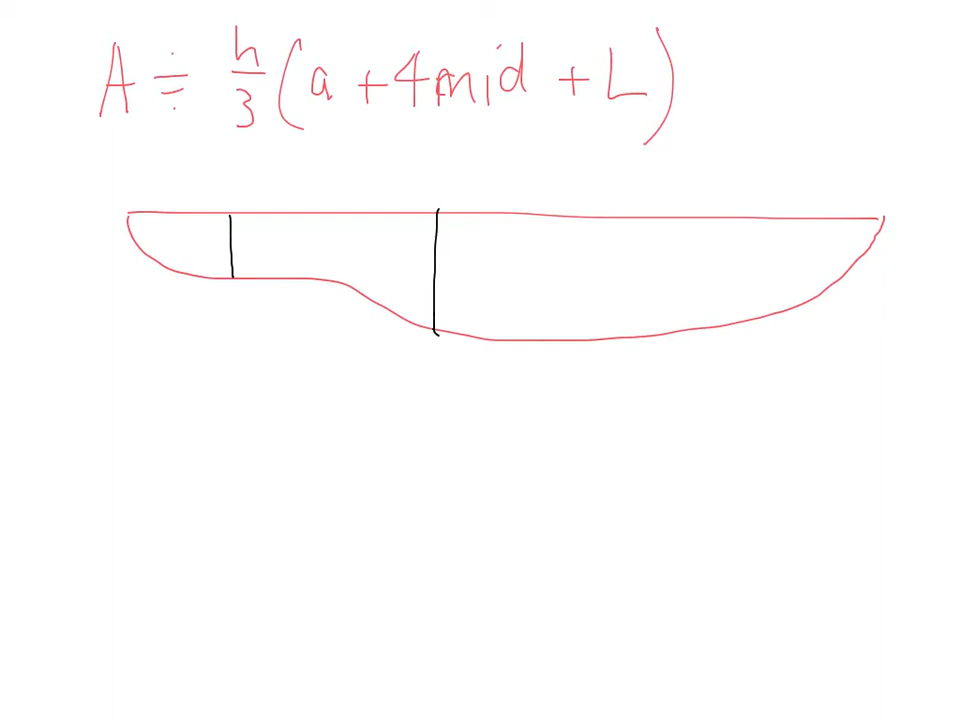 A ≑ h/3 (a + 4mid + L)